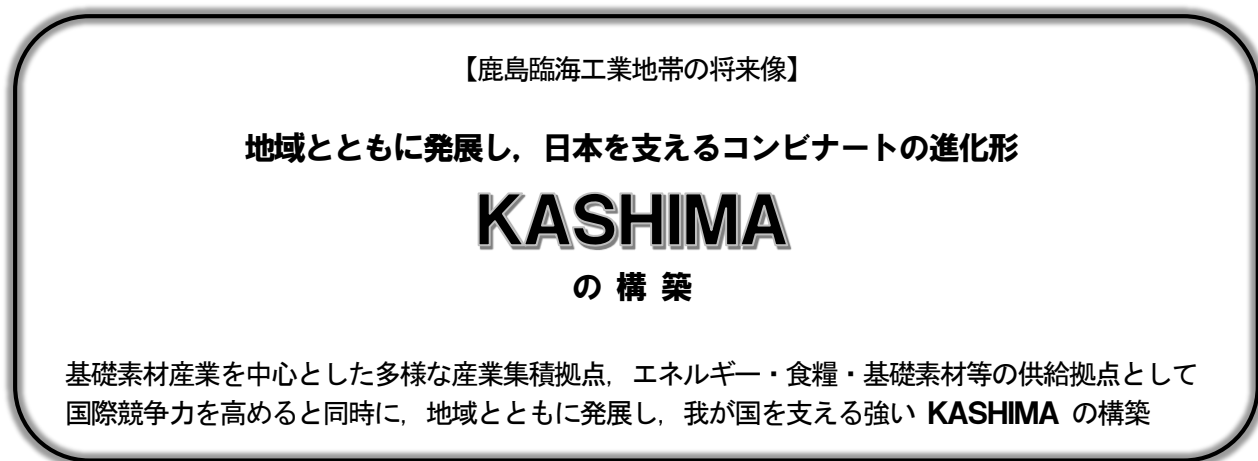 【鹿島臨海工業地帯の将来像】
地域とともに発展し，日本を支えるコンビナートの進化形
KASHIMA
の 構 築
基礎素材産業を中心とした多様な産業集積拠点，エネルギー・食糧・基礎素材等の供給拠点として
国際競争力を高めると同時に，地域とともに発展し，我が国を支える強い KASHIMA の構築